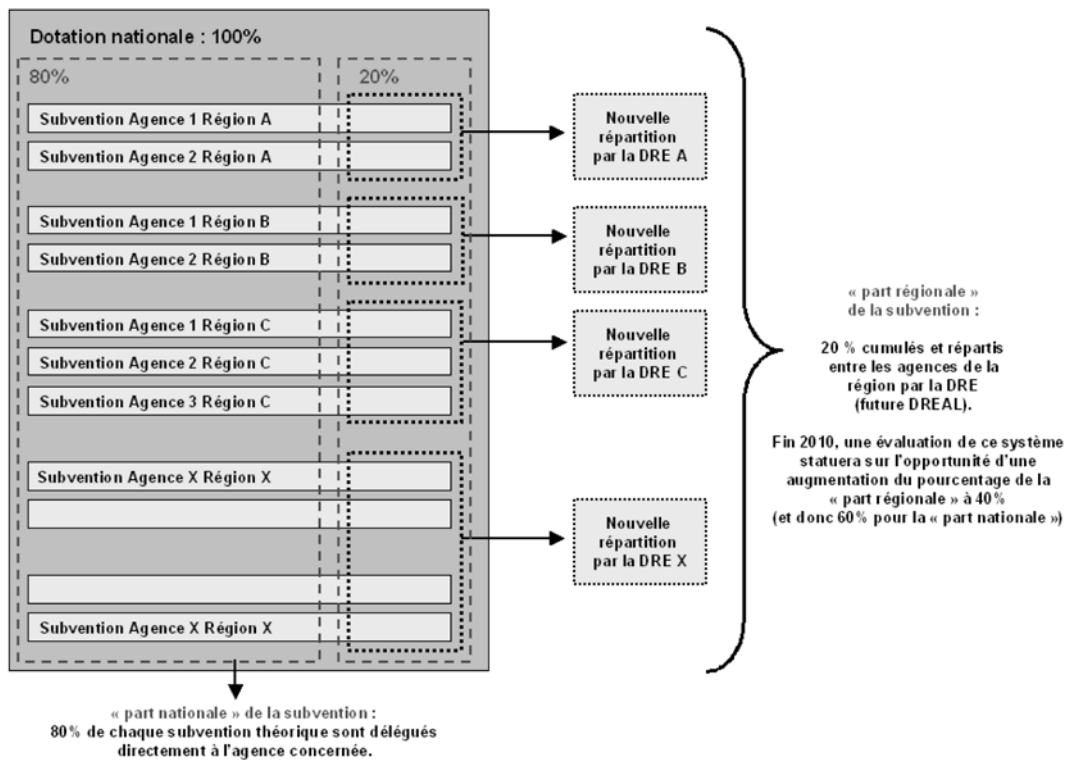 Dotation nationale : 100%
80%
20%
Subvention Agence 1 Région A
Subvention Agence 2 Région A
Nouvelle
répartition
par la DRE A
Subvention Agence 1 Région B
Subvention Agence 2 Région B
Nouvelle
répartition
par la DRE B
Subvention Agence 1 Région C
Subvention Agence 2 Région C
Subvention Agence 3 Région C
Nouvelle
répartition
par la DRE C
Subvention Agence X Région X
Subvention Agence X Région X
Nouvelle
répartition
par la DRE X
« part régionale »
de la subvention :
20 % cumulés et répartis
entre les agences de la
région par la DRE
(future DREAL).
Fin 2010, une évaluation de ce système
statuera sur l'opportunité d'une
augmentation du pourcentage de la
« part régionale » à 40%
(et donc 60% pour la « part nationale »)
« part nationale » de la subvention :
80% de chaque subvention théorique sont délégués
directement à l'agence concernée.